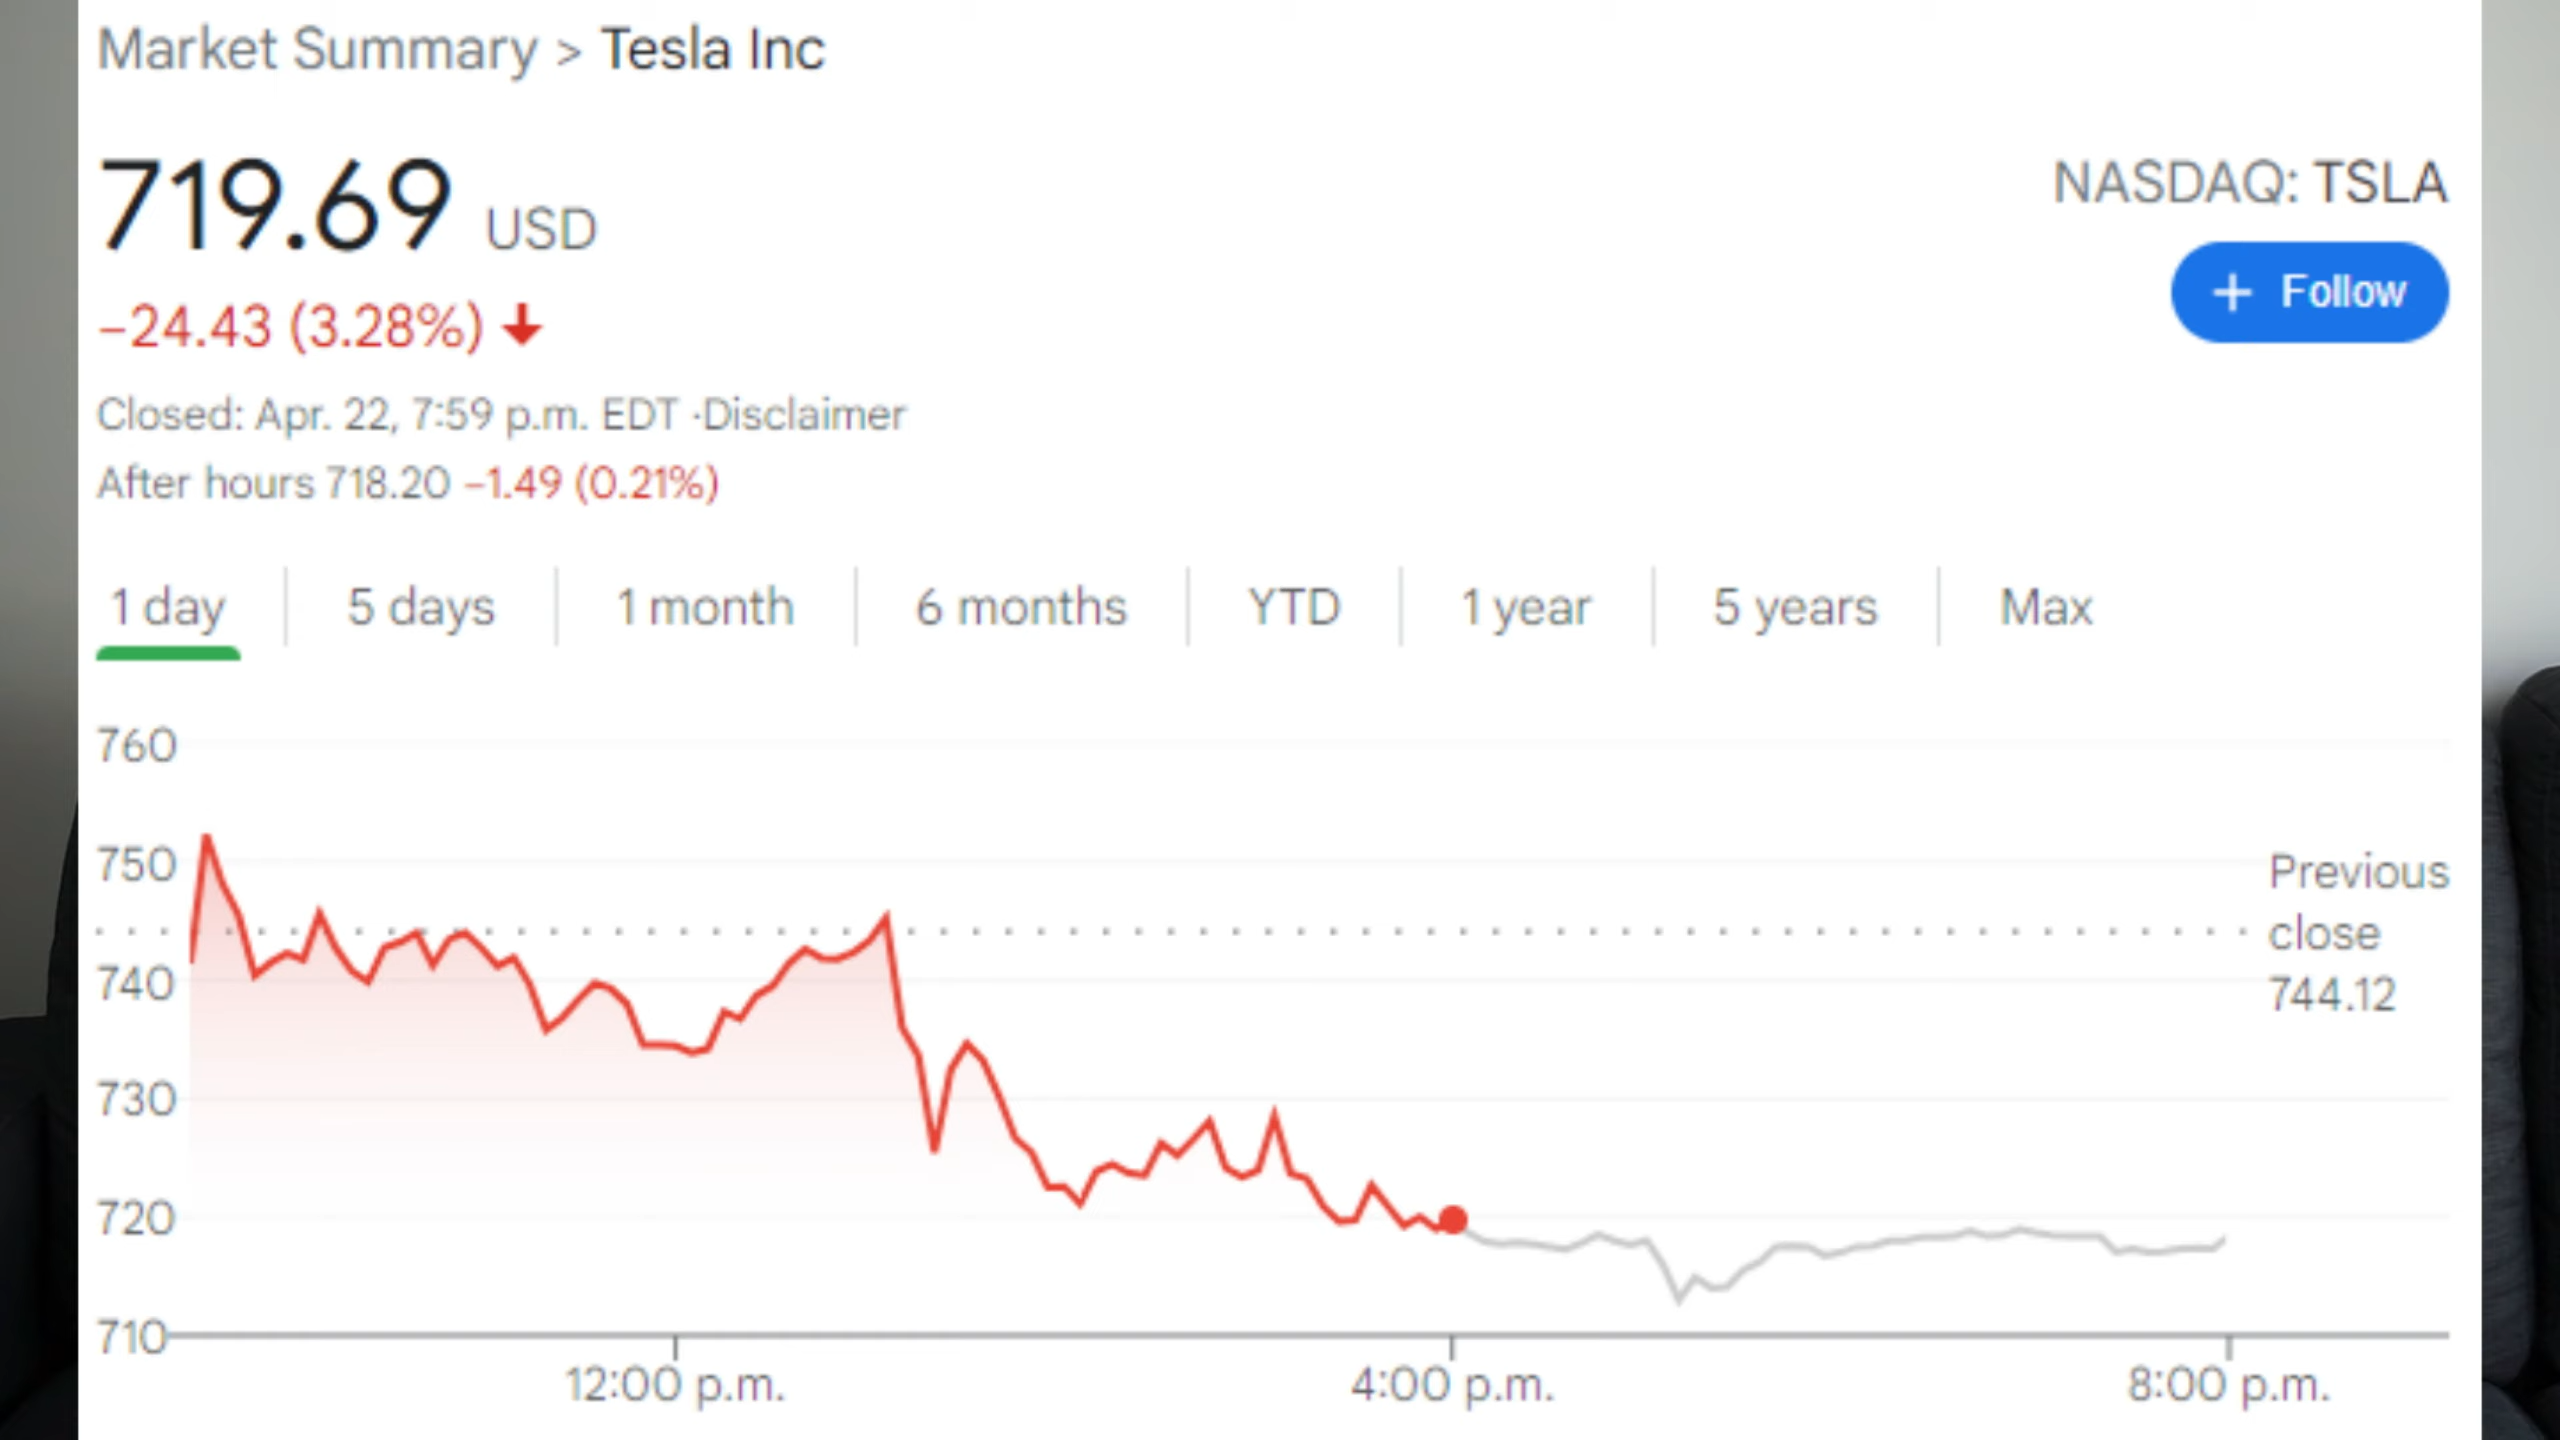 Market Summary > Tesla Inc
719.69 USD
NASDAQ: TSLA
+ Follow
−24.43 (3.28%)
Closed: Apr. 22, 7:59 p.m. EDT ·Disclaimer
After hours 718.20 −1.49 (0.21%)
1 day 5 days 1 month 6 months YTD 1 year 5 years Max
760
750
740
730
720
710
Previous
close
744.12
12:00 p.m. 4:00 p.m. 8:00 p.m.